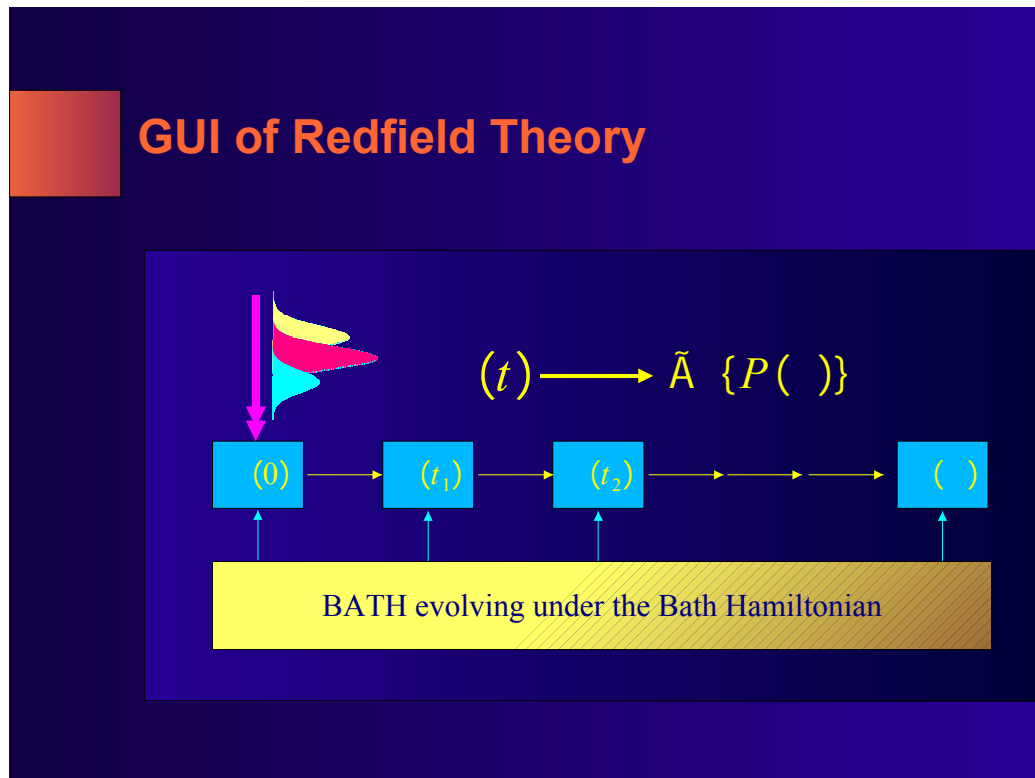 GUI of Redfield Theory
(t) Ã {P( )}
(0) (t₁) (t₂) ( )
BATH evolving under the Bath Hamiltonian